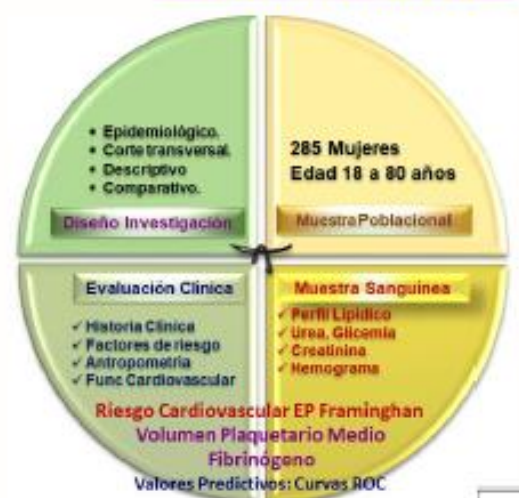 • Epidemiológico.
• Corte transversal.
• Descriptivo
• Comparativo.
Diseño Investigación
285 Mujeres
Edad 18 a 80 años
Muestra Poblacional
Evaluación Clinica
✓ Historia Clínica
✓ Factores de riesgo
✓ Antropometría
✓ Func Cardiovascular
Muestra Sanguinea
✓ Perfil Lipídico
✓ Urea, Glicemia
✓ Creatinina
✓ Hemograma
Riesgo Cardiovascular EP Framinghan
Volumen Plaquetario Medio
Fibrinógeno
Valores Predictivos: Curvas ROC